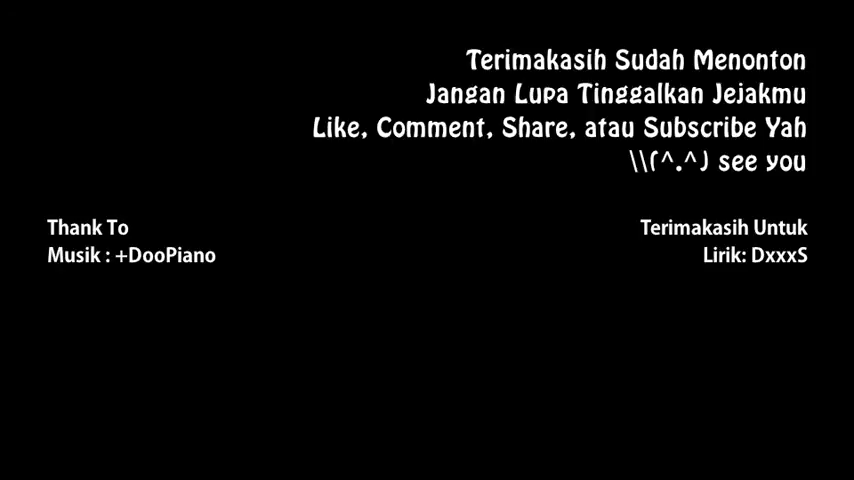 Terimakasih Sudah Menonton
Jangan Lupa Tinggalkan Jejakmu
Like, Comment, Share, atau Subscribe Yah
\\(^.^) see you
Thank To
Musik : +DooPiano
Terimakasih Untuk
Lirik: DxxxS